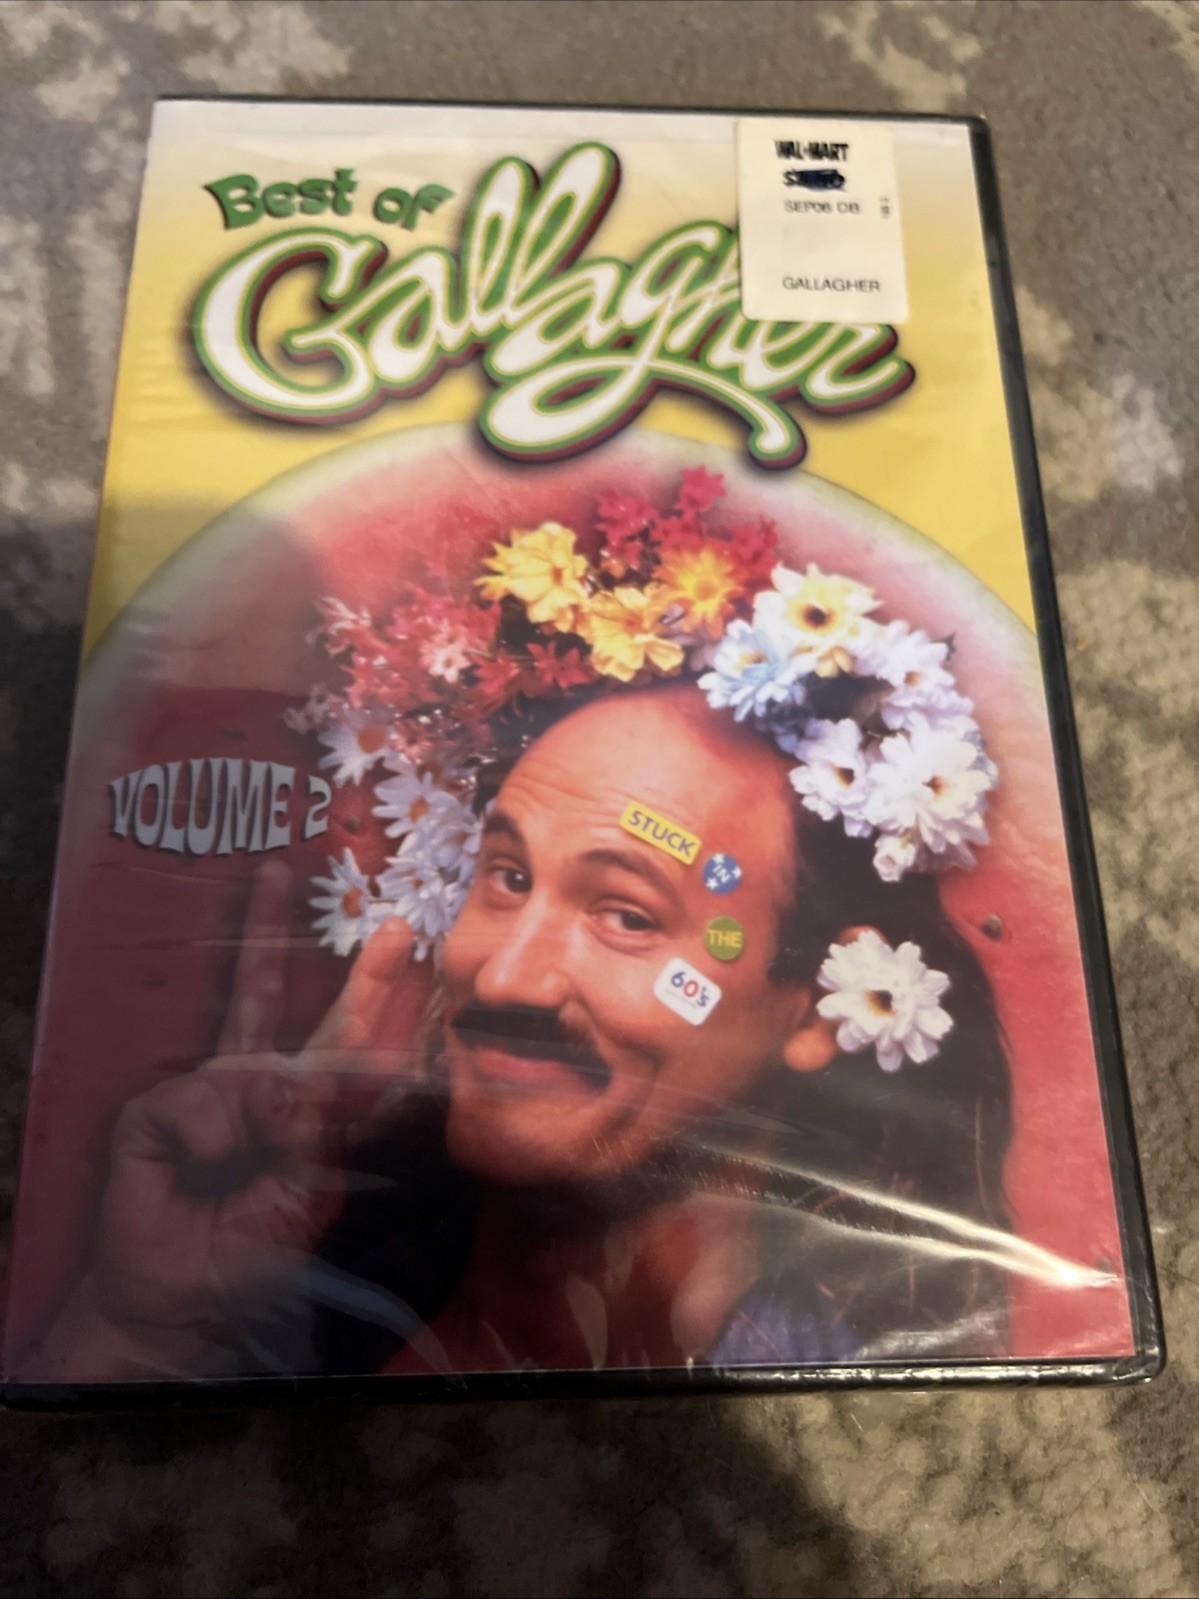 Best of
Gallagher
WAL-MART
SEP06 DB
GALLAGHER
VOLUME 2
STUCK
IN
THE
60's